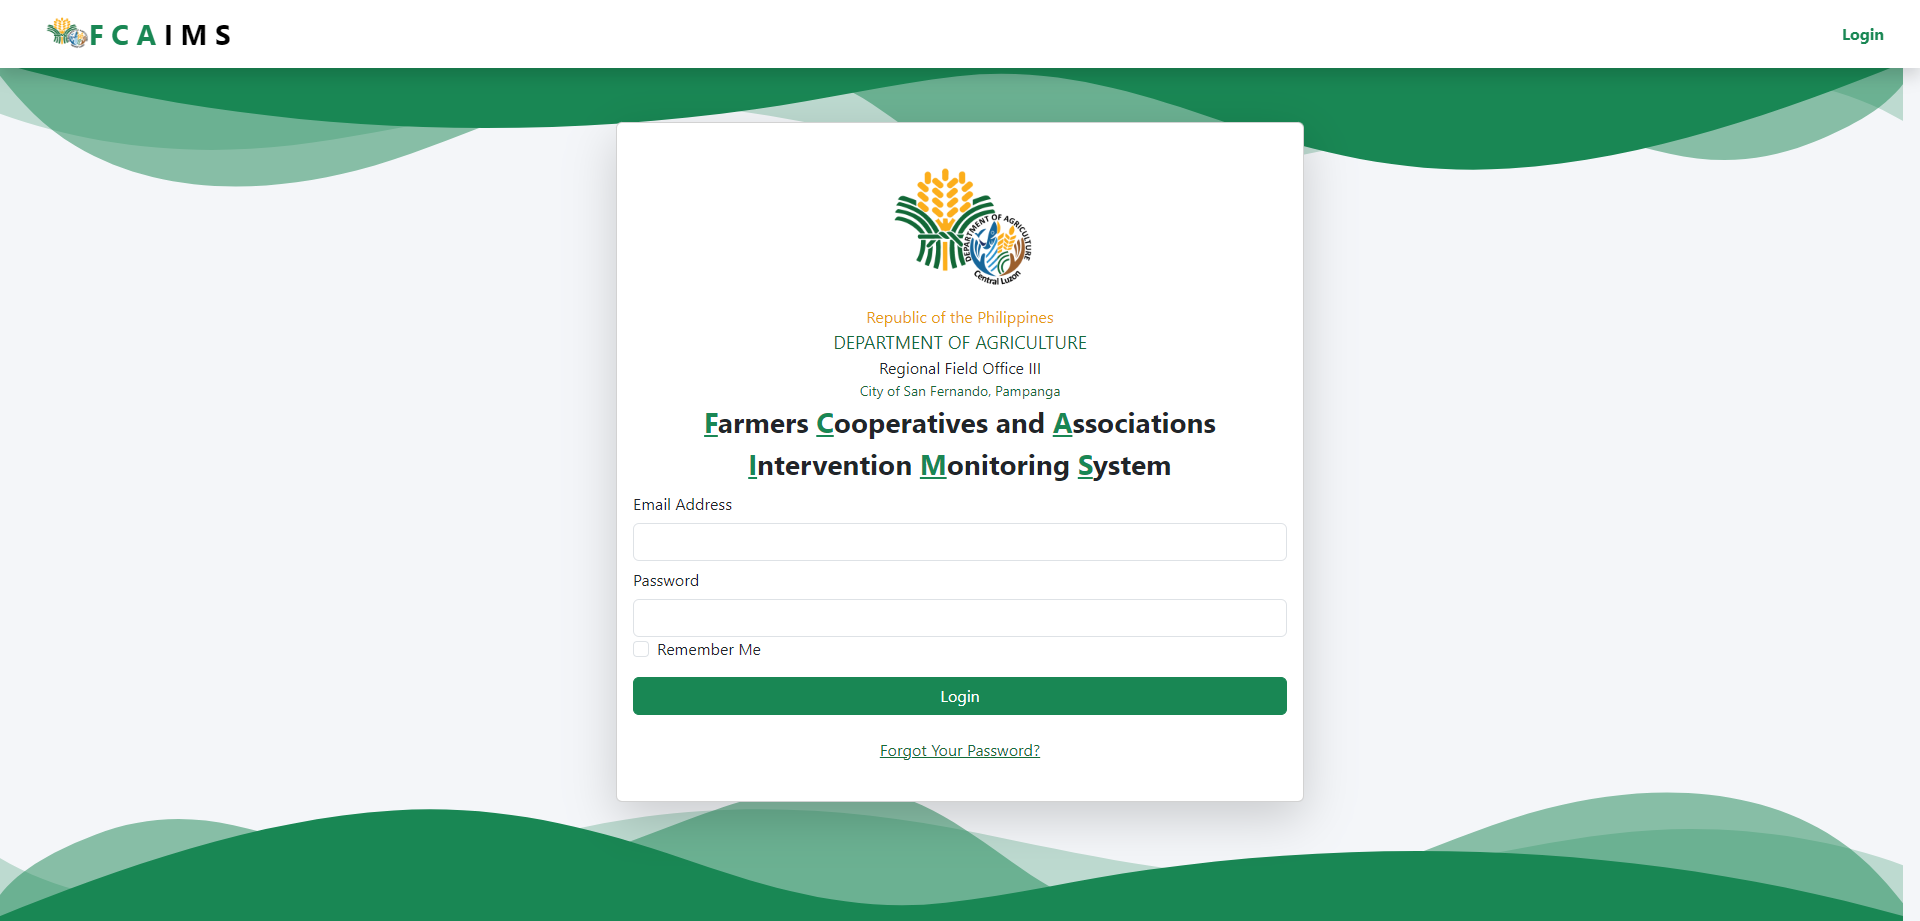 FCAIMS
Login
DEPARTMENT OF AGRICULTURE
Central Luzon
Republic of the Philippines
DEPARTMENT OF AGRICULTURE
Regional Field Office III
City of San Fernando, Pampanga
Farmers Cooperatives and Associations
Intervention Monitoring System
Email Address
Password
Remember Me
Login
Forgot Your Password?